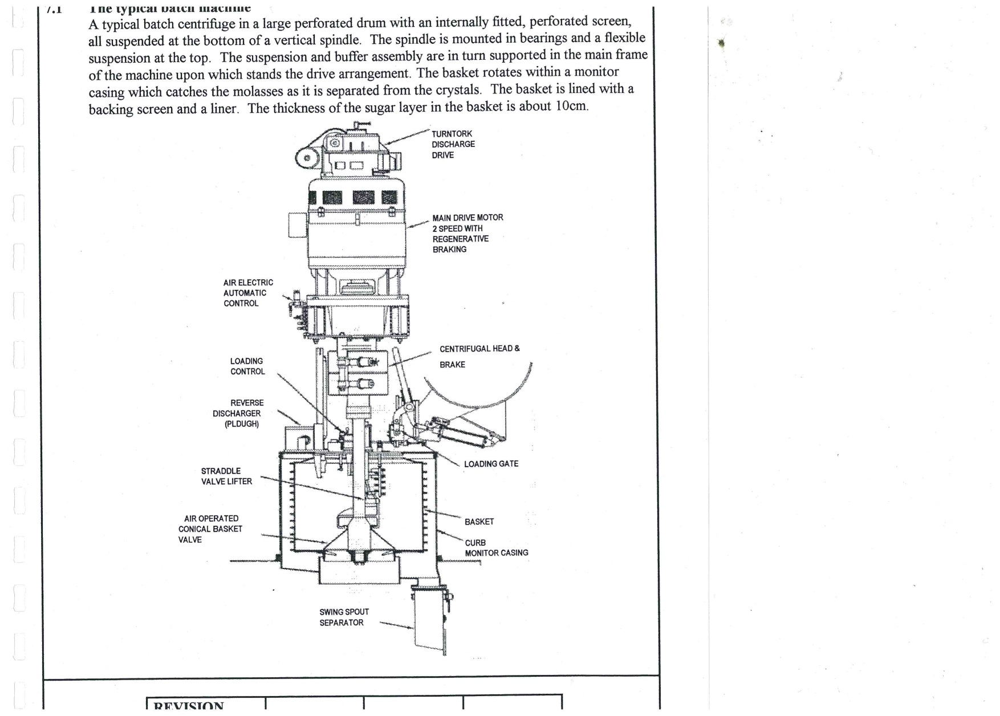 7.1 The typical batch machine
A typical batch centrifuge in a large perforated drum with an internally fitted, perforated screen,
all suspended at the bottom of a vertical spindle. The spindle is mounted in bearings and a flexible
suspension at the top. The suspension and buffer assembly are in turn supported in the main frame
of the machine upon which stands the drive arrangement. The basket rotates within a monitor
casing which catches the molasses as it is separated from the crystals. The basket is lined with a
backing screen and a liner. The thickness of the sugar layer in the basket is about 10cm.
TURNTORK
DISCHARGE
DRIVE
MAIN DRIVE MOTOR
2 SPEED WITH
REGENERATIVE
BRAKING
AIR ELECTRIC
AUTOMATIC
CONTROL
CENTRIFUGAL HEAD &
BRAKE
LOADING
CONTROL
REVERSE
DISCHARGER
(PLDUGH)
LOADING GATE
STRADDLE
VALVE LIFTER
AIR OPERATED
CONICAL BASKET
VALVE
BASKET
CURB
MONITOR CASING
SWING SPOUT
SEPARATOR
REVISION